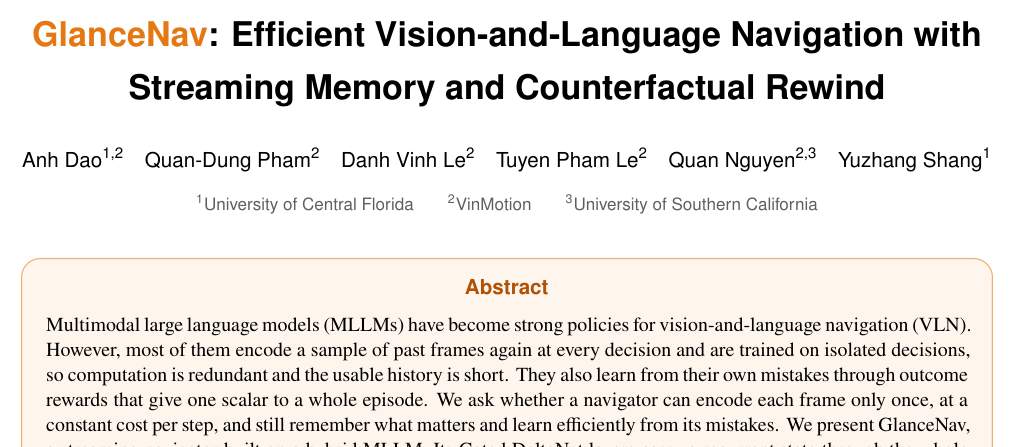 GlanceNav: Efficient Vision-and-Language Navigation with
Streaming Memory and Counterfactual Rewind
Anh Dao1,2 Quan-Dung Pham2 Danh Vinh Le2 Tuyen Pham Le2 Quan Nguyen2,3 Yuzhang Shang1
1University of Central Florida 2VinMotion 3University of Southern California
Abstract
Multimodal large language models (MLLMs) have become strong policies for vision-and-language navigation (VLN).
However, most of them encode a sample of past frames again at every decision and are trained on isolated decisions,
so computation is redundant and the usable history is short. They also learn from their own mistakes through outcome
rewards that give one scalar to a whole episode. We ask whether a navigator can encode each frame only once, at a
constant cost per step, and still remember what matters and learn efficiently from its mistakes. We present GlanceNav,